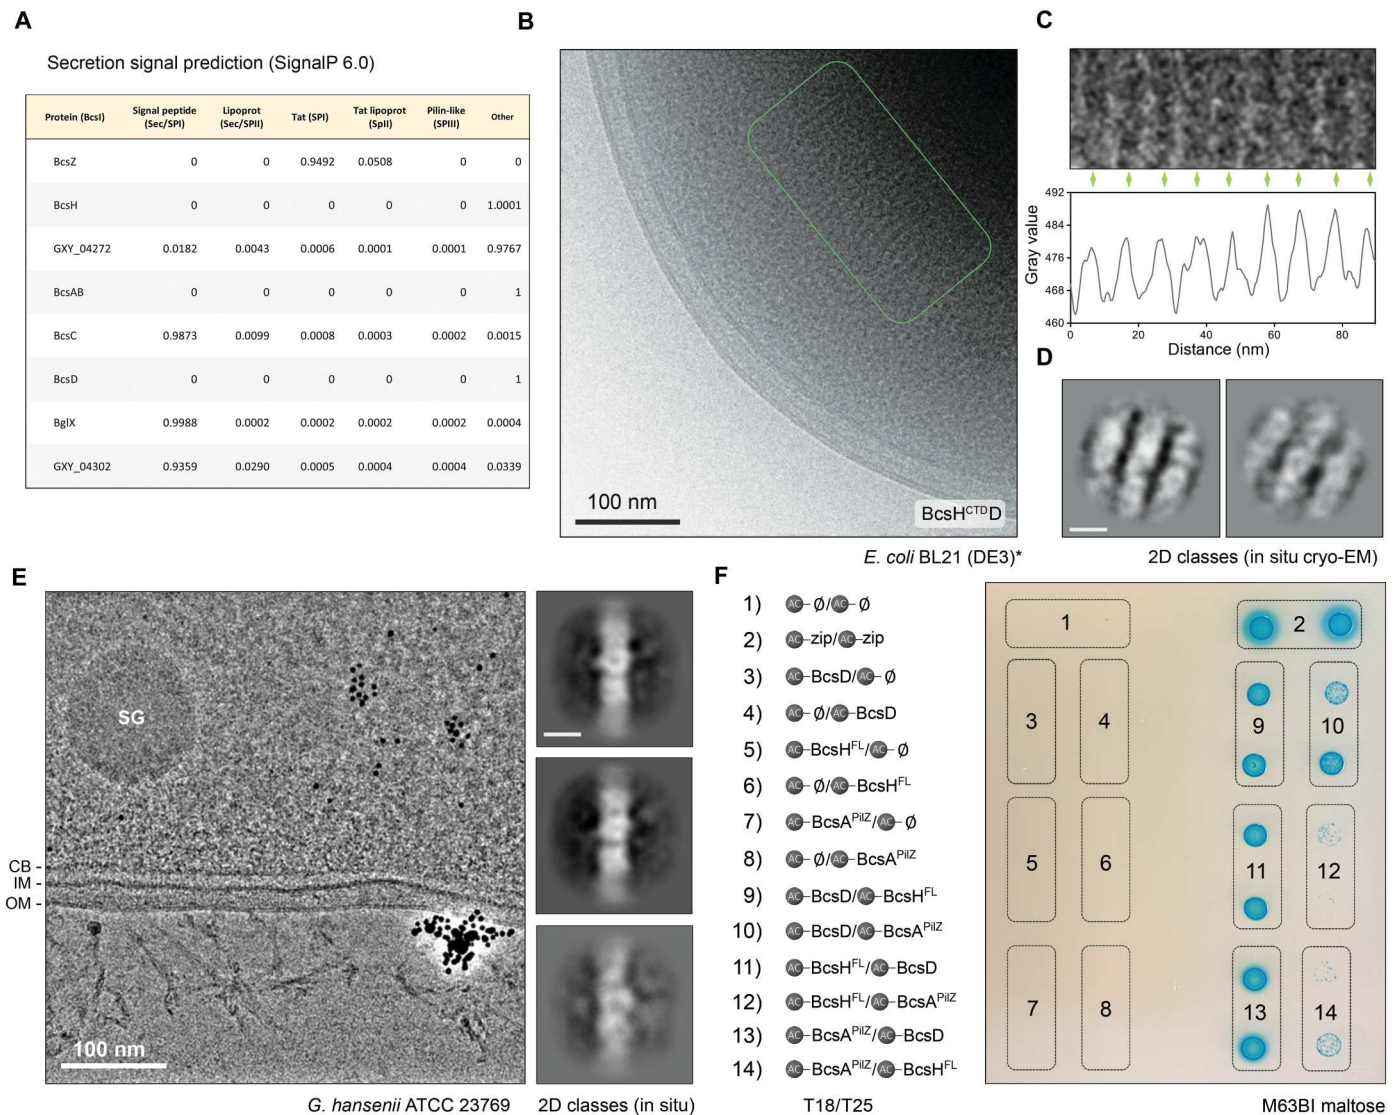 A
Secretion signal prediction (SignalP 6.0)
Protein (BcsI) Signal peptide (Sec/SPI) Lipoprot (Sec/SPII) Tat (SPI) Tat lipoprot (SpII) Pilin-like (SPIII) Other
BcsZ 0 0 0.9492 0.0508 0 0
BcsH 0 0 0 0 0 1.0001
GXY_04272 0.0182 0.0043 0.0006 0.0001 0.0001 0.9767
BcsAB 0 0 0 0 0 1
BcsC 0.9873 0.0099 0.0008 0.0003 0.0002 0.0015
BcsD 0 0 0 0 0 1
BglX 0.9988 0.0002 0.0002 0.0002 0.0002 0.0004
GXY_04302 0.9359 0.0290 0.0005 0.0004 0.0004 0.0339
B
100 nm
BcsHCTDD
E. coli BL21 (DE3)*
C
Gray value
492
484
476
468
460
0 20 40 60 80
Distance (nm)
D
2D classes (in situ cryo-EM)
E
SG
CB -
IM -
OM -
100 nm
G. hansenii ATCC 23769
2D classes (in situ)
F
1) AC-Ø/AC-Ø
2) AC-zip/AC-zip
3) AC-BcsD/AC-Ø
4) AC-Ø/AC-BcsD
5) AC-BcsHFL/AC-Ø
6) AC-Ø/AC-BcsHFL
7) AC-BcsAPilZ/AC-Ø
8) AC-Ø/AC-BcsAPilZ
9) AC-BcsD/AC-BcsHFL
10) AC-BcsD/AC-BcsAPilZ
11) AC-BcsHFL/AC-BcsD
12) AC-BcsHFL/AC-BcsAPilZ
13) AC-BcsAPilZ/AC-BcsD
14) AC-BcsAPilZ/AC-BcsHFL
T18/T25
1 2
3 4 9 10
5 6 11 12
7 8 13 14
M63BI maltose